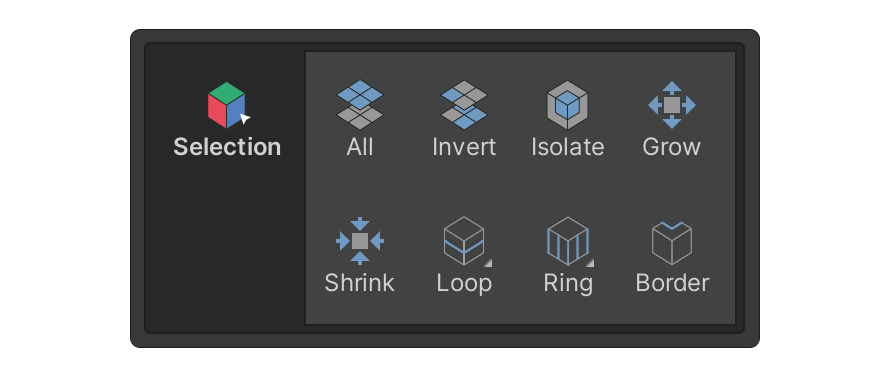 Selection
All
Invert
Isolate
Grow
Shrink
Loop
Ring
Border